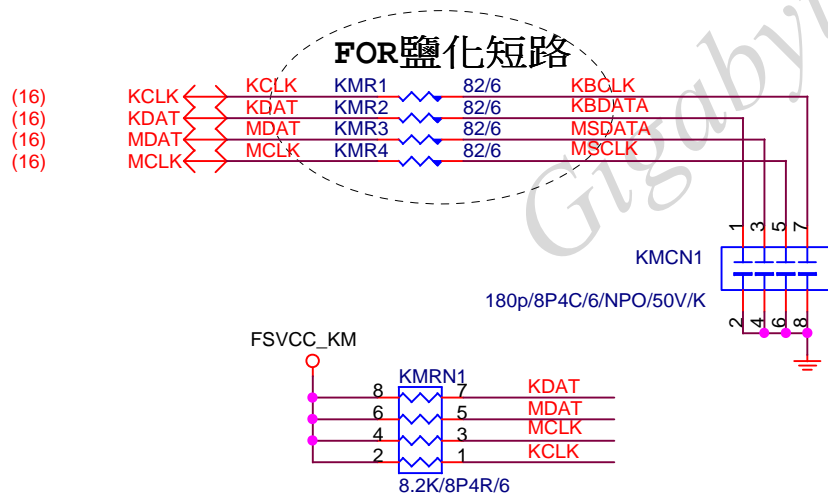 FOR鹽化短路
(16) KCLK KCLK KMR1 82/6 KBCLK
(16) KDAT KDAT KMR2 82/6 KBDATA
(16) MDAT MDAT KMR3 82/6 MSDATA
(16) MCLK MCLK KMR4 82/6 MSCLK
1 3 5 7
KMCN1
180p/8P4C/6/NPO/50V/K
2 4 6 8
FSVCC_KM
KMRN1
8 7 KDAT
6 5 MDAT
4 3 MCLK
2 1 KCLK
8.2K/8P4R/6
Gigaby